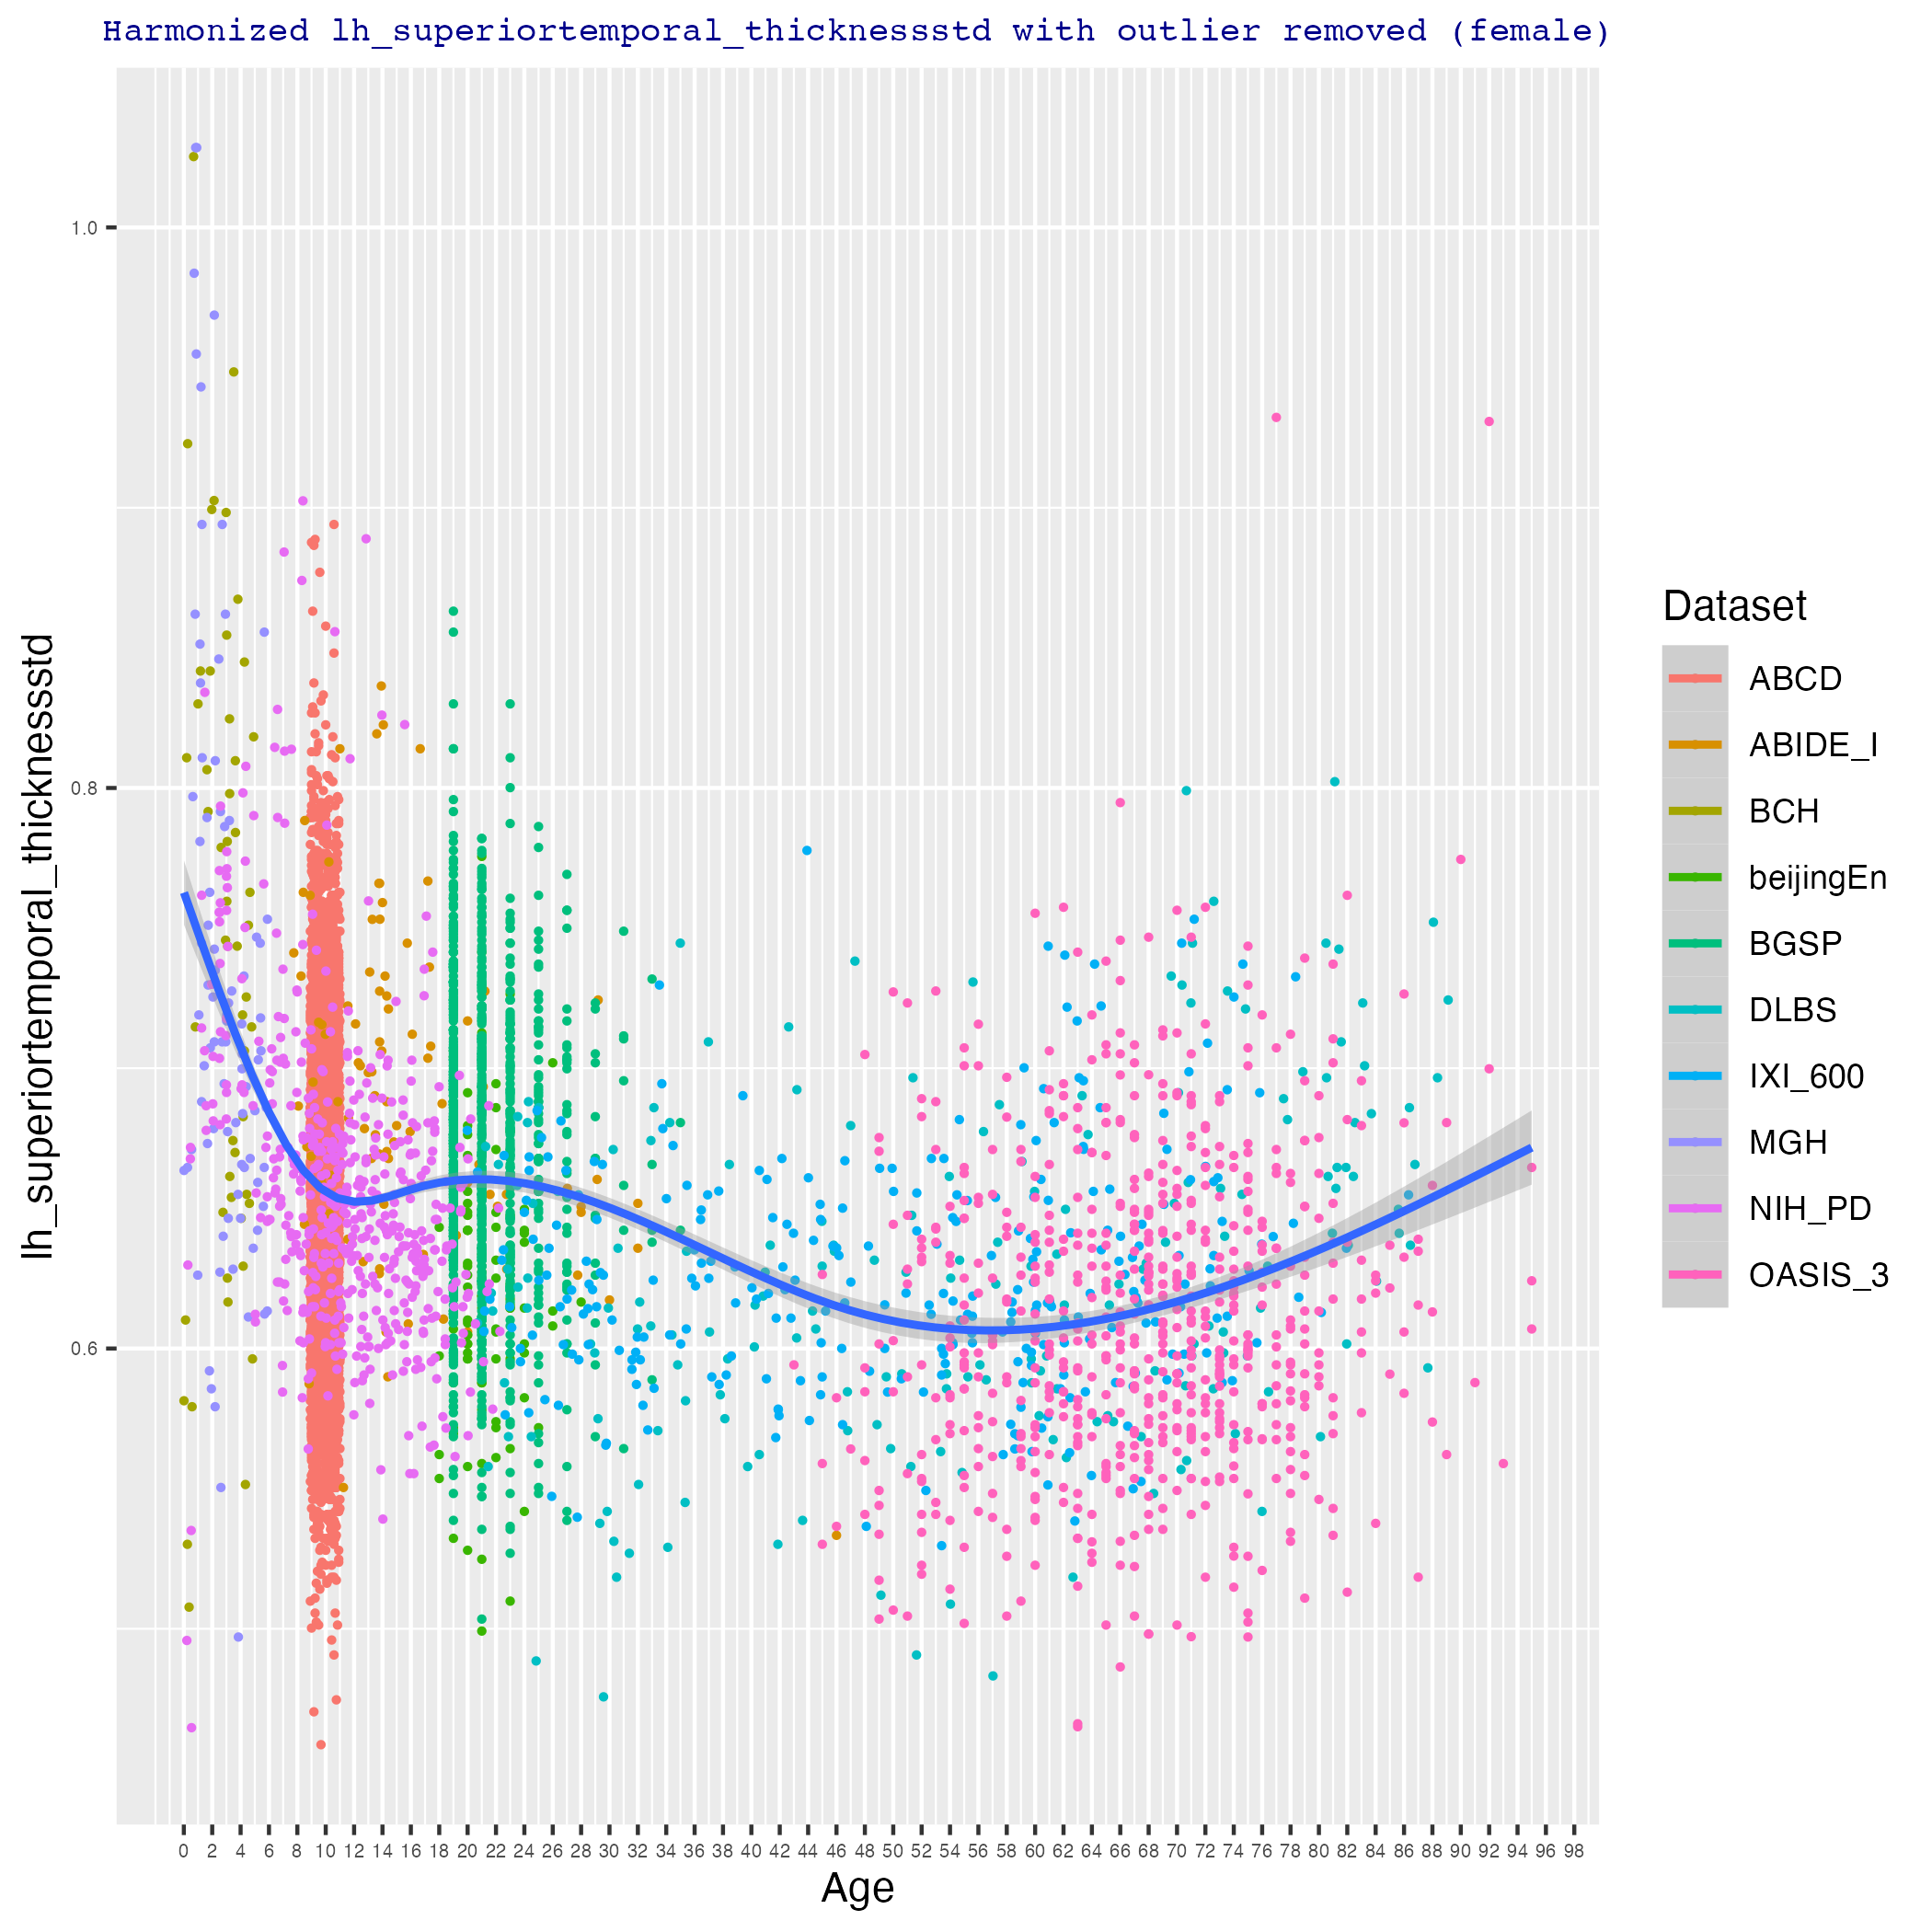 Harmonized lh_superiortemporal_thicknessstd with outlier removed (female)
lh_superiortemporal_thicknessstd
1.0
0.8
0.6
0 2 4 6 8 10 12 14 16 18 20 22 24 26 28 30 32 34 36 38 40 42 44 46 48 50 52 54 56 58 60 62 64 66 68 70 72 74 76 78 80 82 84 86 88 90 92 94 96 98
Age
Dataset
ABCD
ABIDE_I
BCH
beijingEn
BGSP
DLBS
IXI_600
MGH
NIH_PD
OASIS_3